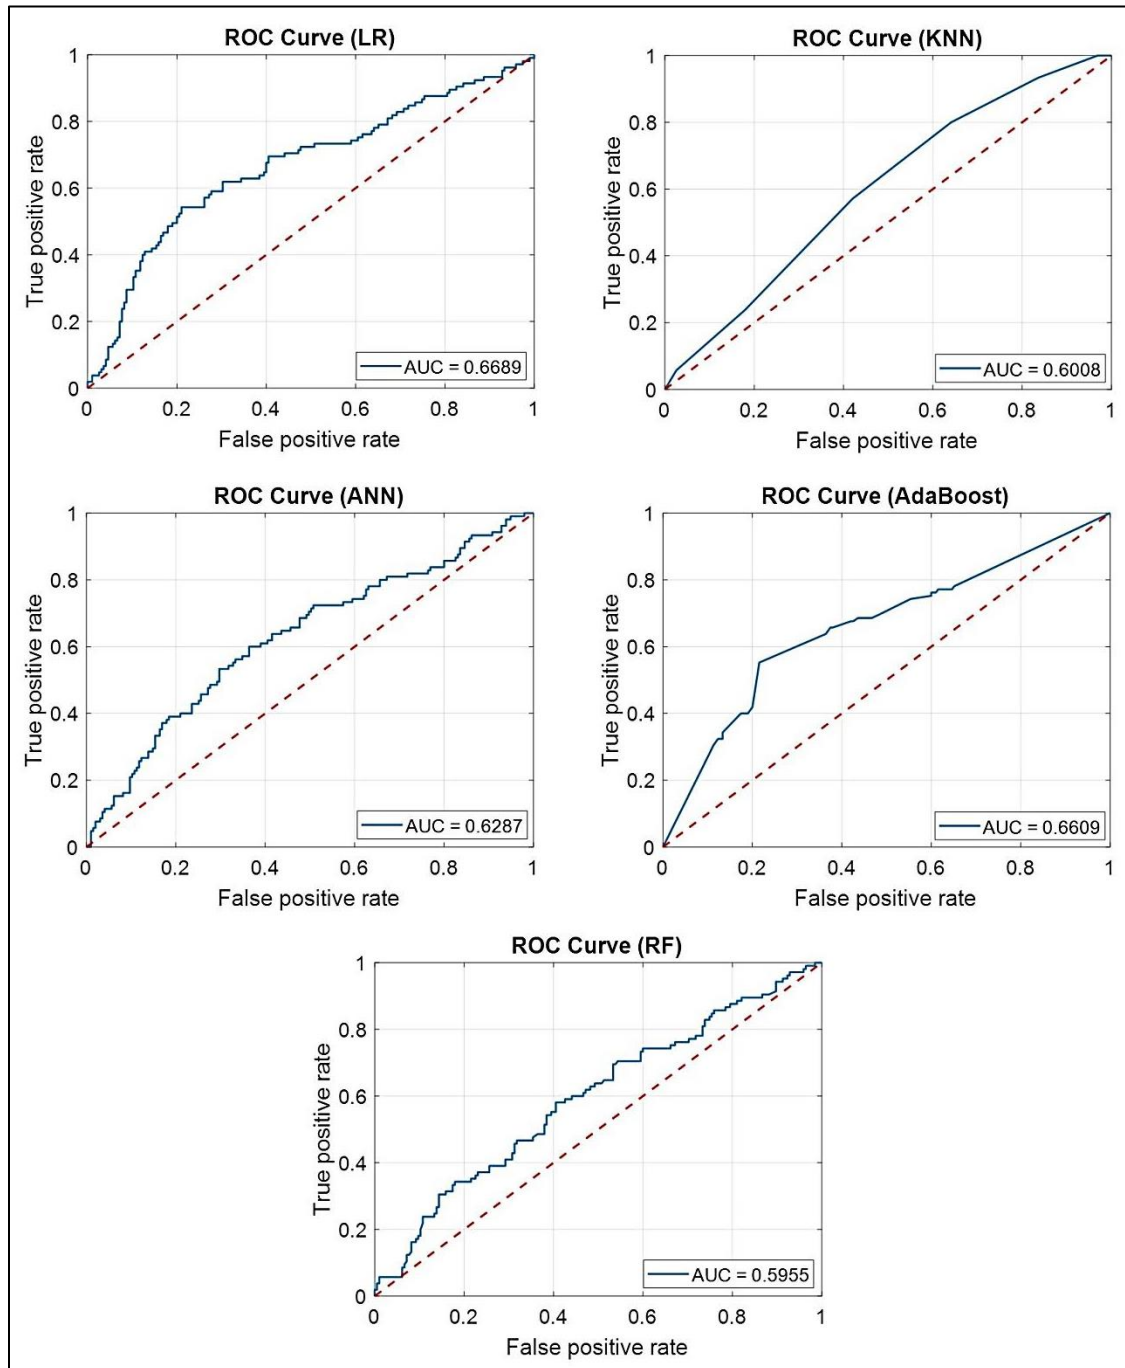 ROC Curve (LR)
1
0.8
0.6
0.4
0.2
0
True positive rate
AUC = 0.6689
0 0.2 0.4 0.6 0.8 1
False positive rate
ROC Curve (KNN)
1
0.8
0.6
0.4
0.2
0
True positive rate
AUC = 0.6008
0 0.2 0.4 0.6 0.8 1
False positive rate
ROC Curve (ANN)
1
0.8
0.6
0.4
0.2
0
True positive rate
AUC = 0.6287
0 0.2 0.4 0.6 0.8 1
False positive rate
ROC Curve (AdaBoost)
1
0.8
0.6
0.4
0.2
0
True positive rate
AUC = 0.6609
0 0.2 0.4 0.6 0.8 1
False positive rate
ROC Curve (RF)
1
0.8
0.6
0.4
0.2
0
True positive rate
AUC = 0.5955
0 0.2 0.4 0.6 0.8 1
False positive rate